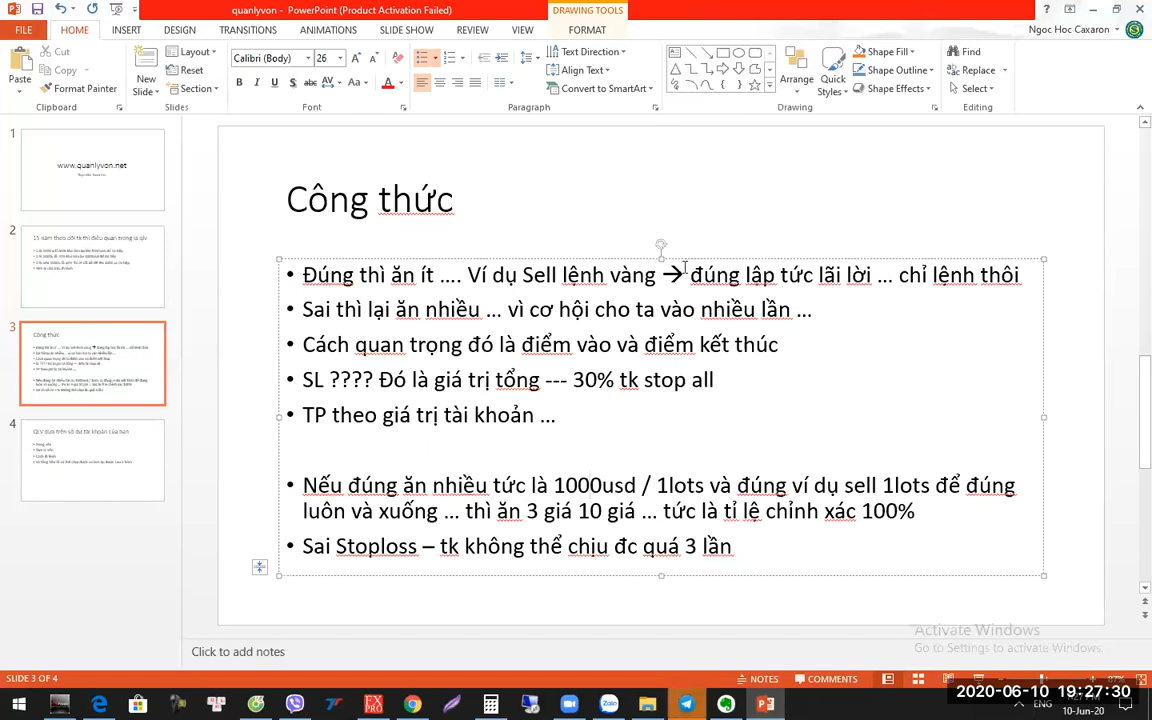 quanlyvon - PowerPoint (Product Activation Failed)
DRAWING TOOLS
FILE HOME INSERT DESIGN TRANSITIONS ANIMATIONS SLIDE SHOW REVIEW VIEW FORMAT
Ngoc Hoc Caxaron
Paste
Cut
Copy
Format Painter
Clipboard
New
Slide
Layout
Reset
Section
Slides
Calibri (Body) 26
B I U S abc AV Aa A
Font
Text Direction
Align Text
Convert to SmartArt
Paragraph
Arrange
Quick
Styles
Shape Fill
Shape Outline
Shape Effects
Drawing
Find
Replace
Select
Editing
1
www.quanlyvon.net
2
3
Công thức
4
Công thức
• Đúng thì ăn ít .... Ví dụ Sell lệnh vàng → đúng lập tức lãi lời ... chỉ lệnh thôi
• Sai thì lại ăn nhiều ... vì cơ hội cho ta vào nhiều lần ...
• Cách quan trọng đó là điểm vào và điểm kết thúc
• SL ???? Đó là giá trị tổng --- 30% tk stop all
• TP theo giá trị tài khoản ...
• Nếu đúng ăn nhiều tức là 1000usd / 1lots và đúng ví dụ sell 1lots để đúng
luôn và xuống ... thì ăn 3 giá 10 giá ... tức là tỉ lệ chỉnh xác 100%
• Sai Stoploss – tk không thể chịu đc quá 3 lần
Activate Windows
Go to Settings to activate Windows.
Click to add notes
SLIDE 3 OF 4
NOTES
COMMENTS
87%
2020-06-10 19:27:30
ENG
10-Jun-20